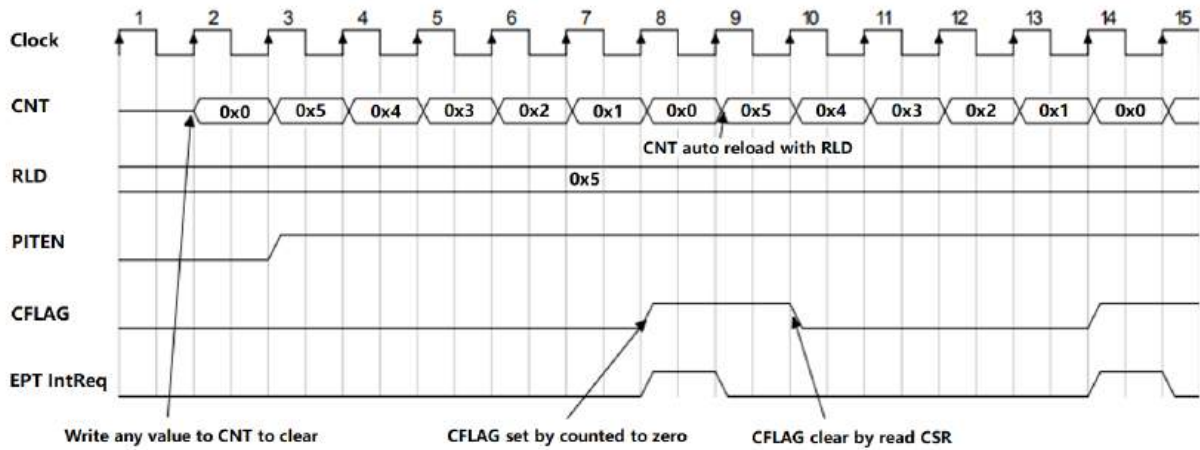 1 2 3 4 5 6 7 8 9 10 11 12 13 14 15
Clock
CNT 0x0 0x5 0x4 0x3 0x2 0x1 0x0 0x5 0x4 0x3 0x2 0x1 0x0
CNT auto reload with RLD
RLD 0x5
PITEN
CFLAG
EPT IntReq
Write any value to CNT to clear CFLAG set by counted to zero CFLAG clear by read CSR